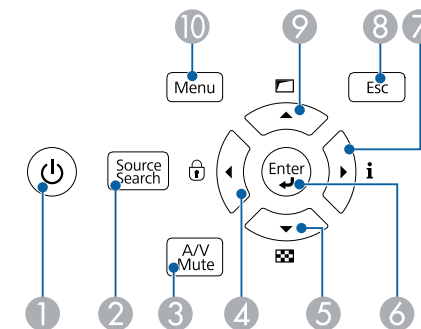 10 9 8 7
Menu
Esc
Source
Search
Enter
i
A/V
Mute
1 2 3 4 5 6